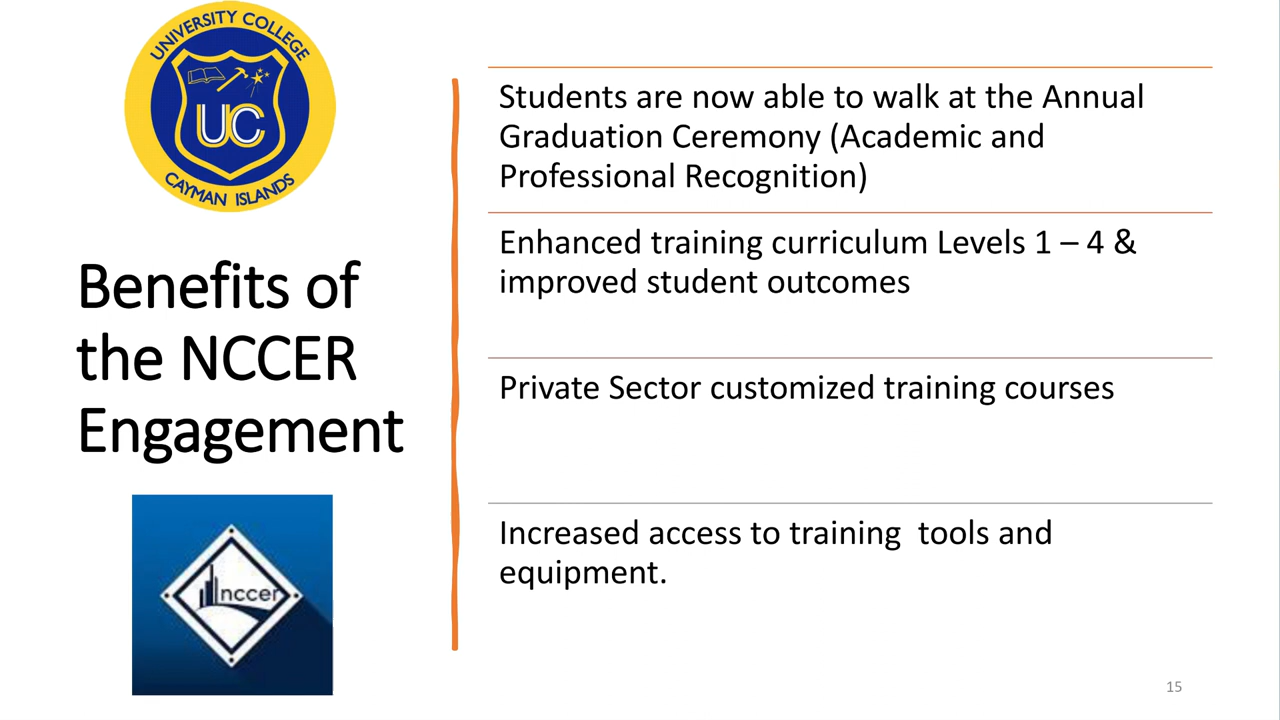 UNIVERSITY COLLEGE
UC
CAYMAN ISLANDS
Benefits of
the NCCER
Engagement
nccer
Students are now able to walk at the Annual
Graduation Ceremony (Academic and
Professional Recognition)
Enhanced training curriculum Levels 1 – 4 &
improved student outcomes
Private Sector customized training courses
Increased access to training  tools and
equipment.
15